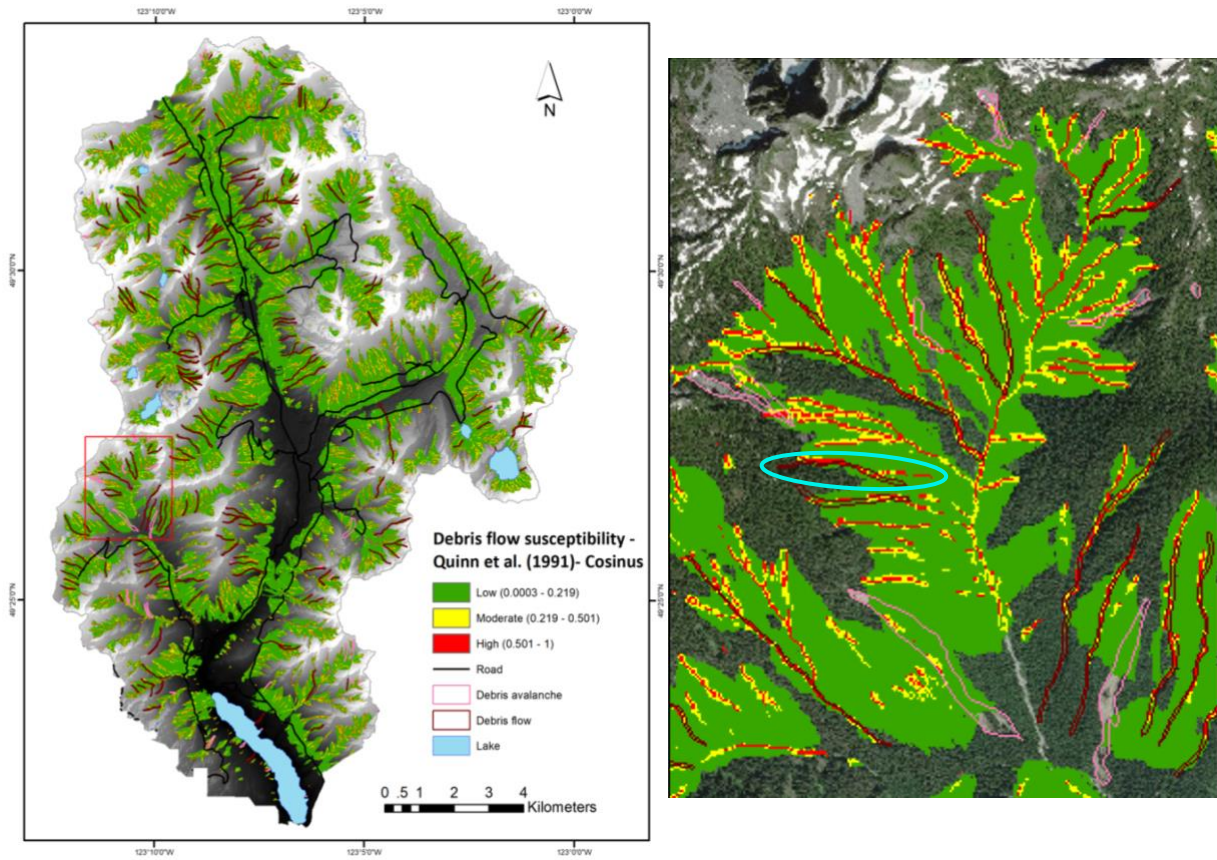 123°10'0"W
123°5'0"W
123°0'0"W
N
49°30'0"N
49°30'0"N
49°25'0"N
49°25'0"N
Debris flow susceptibility -
Quinn et al. (1991)- Cosinus
Low (0.0003 - 0.219)
Moderate (0.219 - 0.501)
High (0.501 - 1)
Road
Debris avalanche
Debris flow
Lake
0 .5 1 2 3 4
Kilometers
123°10'0"W
123°5'0"W
123°0'0"W